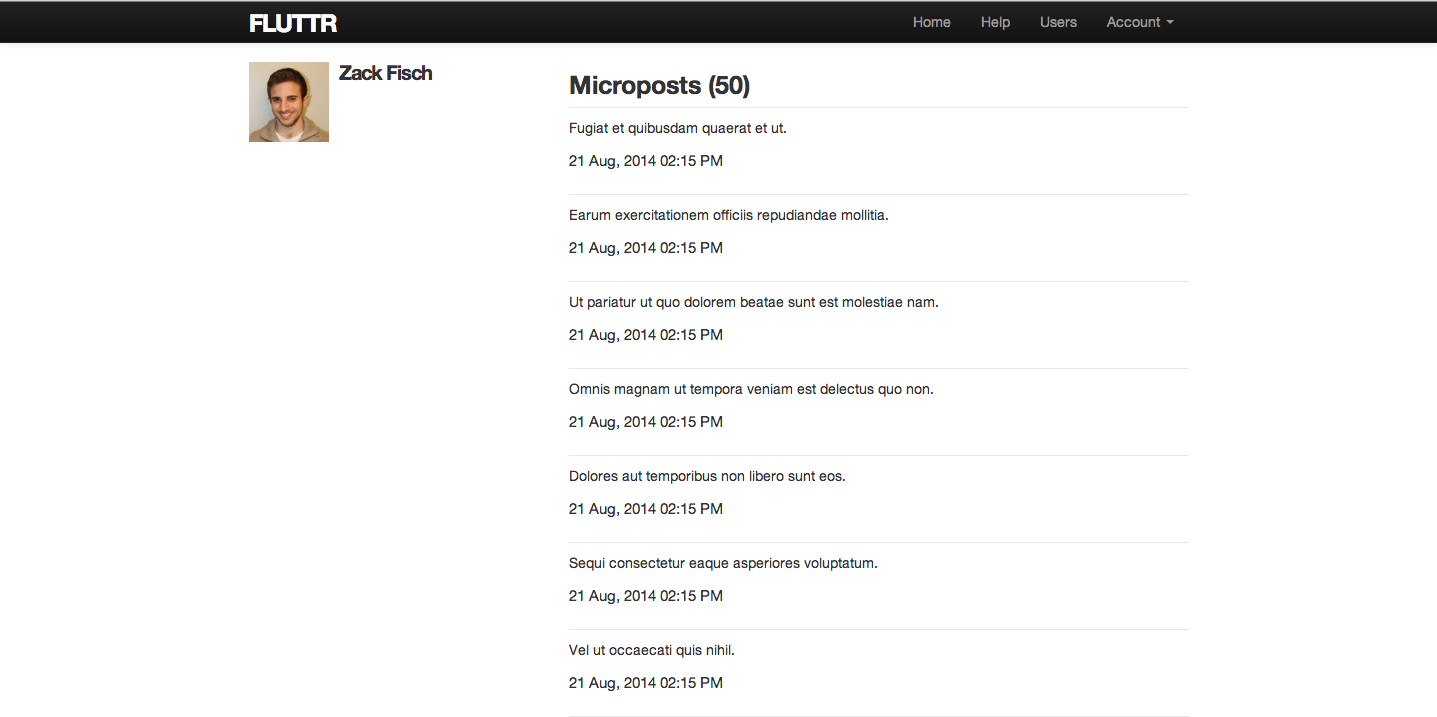 FLUTTR
Home Help Users Account
Zack Fisch
Microposts (50)
Fugiat et quibusdam quaerat et ut.
21 Aug, 2014 02:15 PM
Earum exercitationem officiis repudiandae mollitia.
21 Aug, 2014 02:15 PM
Ut pariatur ut quo dolorem beatae sunt est molestiae nam.
21 Aug, 2014 02:15 PM
Omnis magnam ut tempora veniam est delectus quo non.
21 Aug, 2014 02:15 PM
Dolores aut temporibus non libero sunt eos.
21 Aug, 2014 02:15 PM
Sequi consectetur eaque asperiores voluptatum.
21 Aug, 2014 02:15 PM
Vel ut occaecati quis nihil.
21 Aug, 2014 02:15 PM